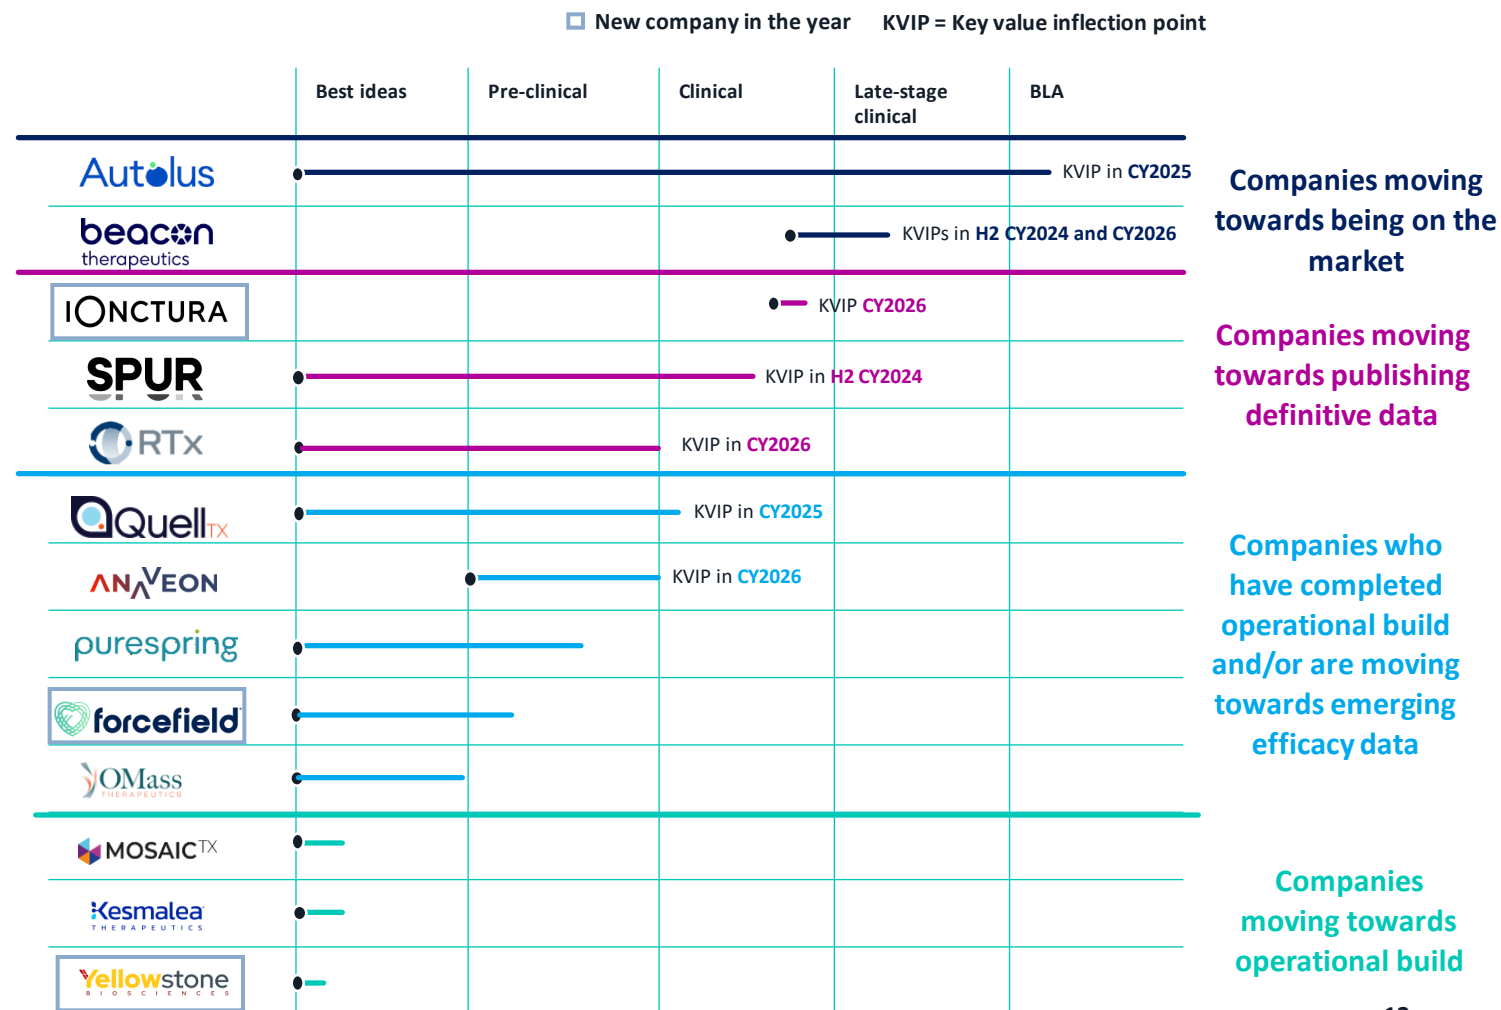 New company in the year    KVIP = Key value inflection point
Best ideas    Pre-clinical    Clinical    Late-stage    BLA
clinical
Autolus    KVIP in CY2025
beacon    KVIPs in H2 CY2024 and CY2026
therapeutics
Companies moving
towards being on the
market
IONCTURA    KVIP CY2026
SPUR    KVIP in H2 CY2024
RTx    KVIP in CY2026
Companies moving
towards publishing
definitive data
Quell TX    KVIP in CY2025
ANAVEON    KVIP in CY2026
purespring
forcefield
OMass
THERAPEUTICS
Companies who
have completed
operational build
and/or are moving
towards emerging
efficacy data
MOSAIC TX
Kesmalea
THERAPEUTICS
Yellowstone
BIOSCIENCES
Companies
moving towards
operational build